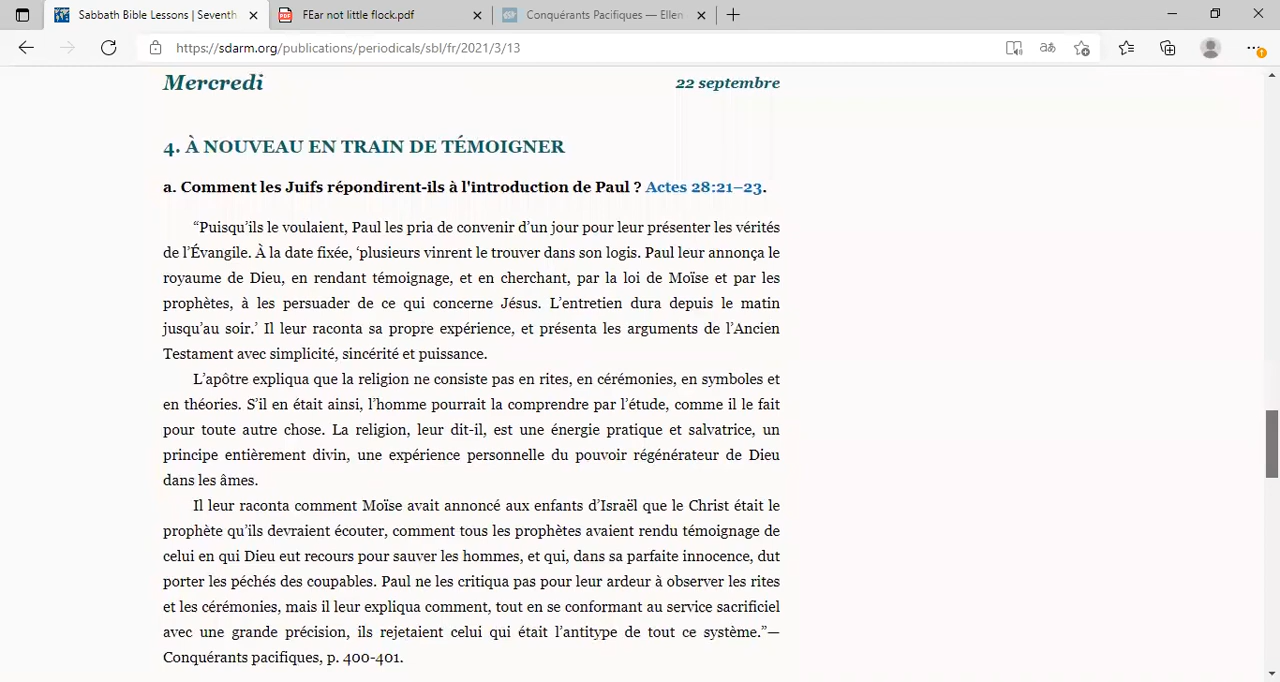 Sabbath Bible Lessons | Seventh
FEar not little flock.pdf
Conquérants Pacifiques — Ellen
https://sdarm.org/publications/periodicals/sbl/fr/2021/3/13
Mercredi 22 septembre
4. À NOUVEAU EN TRAIN DE TÉMOIGNER
a. Comment les Juifs répondirent-ils à l'introduction de Paul ? Actes 28:21–23.
“Puisqu’ils le voulaient, Paul les pria de convenir d’un jour pour leur présenter les vérités
de l’Évangile. À la date fixée, ‘plusieurs vinrent le trouver dans son logis. Paul leur annonça le
royaume de Dieu, en rendant témoignage, et en cherchant, par la loi de Moïse et par les
prophètes, à les persuader de ce qui concerne Jésus. L’entretien dura depuis le matin
jusqu’au soir.’ Il leur raconta sa propre expérience, et présenta les arguments de l’Ancien
Testament avec simplicité, sincérité et puissance.
L’apôtre expliqua que la religion ne consiste pas en rites, en cérémonies, en symboles et
en théories. S’il en était ainsi, l’homme pourrait la comprendre par l’étude, comme il le fait
pour toute autre chose. La religion, leur dit-il, est une énergie pratique et salvatrice, un
principe entièrement divin, une expérience personnelle du pouvoir régénérateur de Dieu
dans les âmes.
Il leur raconta comment Moïse avait annoncé aux enfants d’Israël que le Christ était le
prophète qu’ils devraient écouter, comment tous les prophètes avaient rendu témoignage de
celui en qui Dieu eut recours pour sauver les hommes, et qui, dans sa parfaite innocence, dut
porter les péchés des coupables. Paul ne les critiqua pas pour leur ardeur à observer les rites
et les cérémonies, mais il leur expliqua comment, tout en se conformant au service sacrificiel
avec une grande précision, ils rejetaient celui qui était l’antitype de tout ce système.”—
Conquérants pacifiques, p. 400-401.